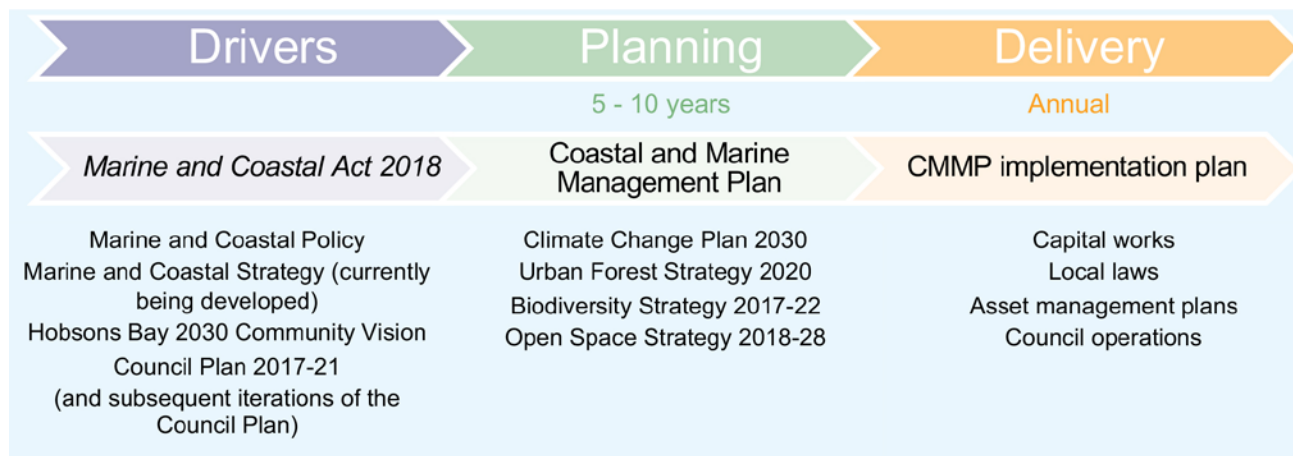 Drivers
Planning
Delivery
5 - 10 years
Annual
Marine and Coastal Act 2018
Coastal and Marine
Management Plan
CMMP implementation plan
Marine and Coastal Policy
Marine and Coastal Strategy (currently
being developed)
Hobsons Bay 2030 Community Vision
Council Plan 2017-21
(and subsequent iterations of the
Council Plan)
Climate Change Plan 2030
Urban Forest Strategy 2020
Biodiversity Strategy 2017-22
Open Space Strategy 2018-28
Capital works
Local laws
Asset management plans
Council operations